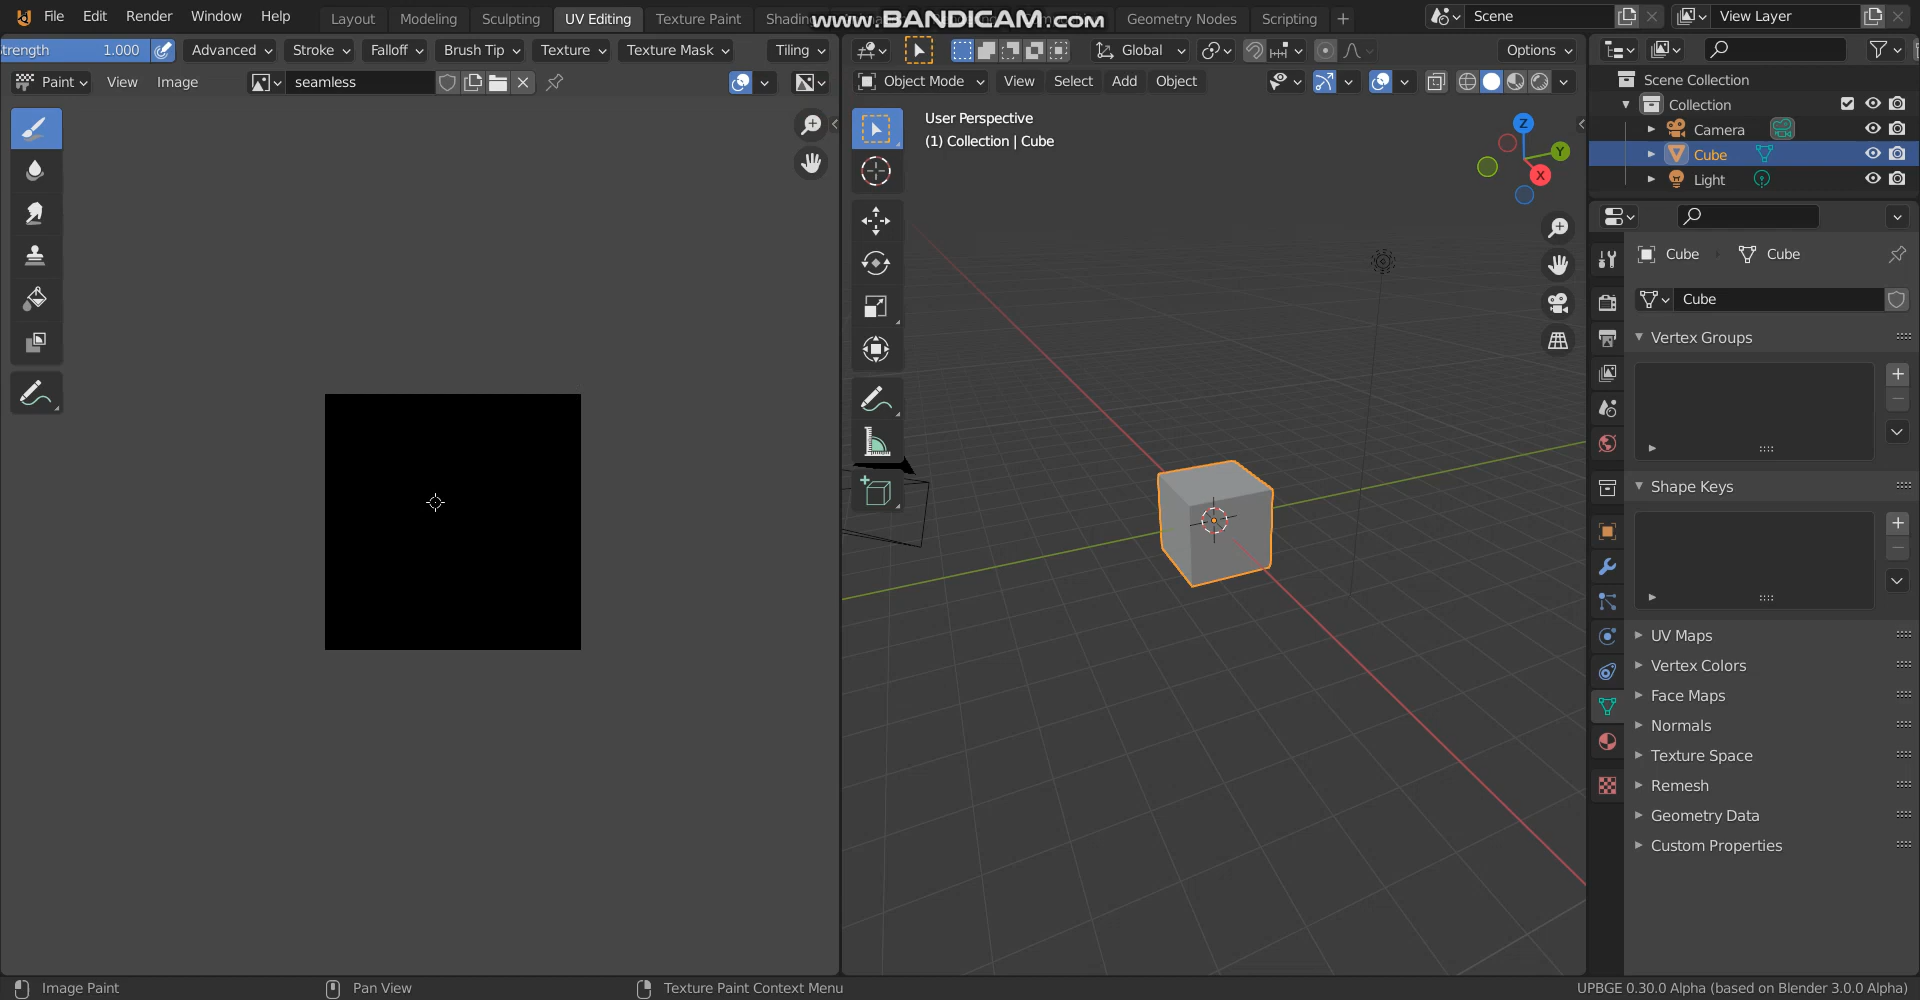 File Edit Render Window Help Layout Modeling Sculpting UV Editing Texture Paint Shading Geometry Nodes Scripting + Scene View Layer
www.BANDICAM.com
trength 1.000 Advanced Stroke Falloff Brush Tip Texture Texture Mask Tiling Global Options
Paint View Image seamless Object Mode View Select Add Object
Scene Collection
Collection
Camera
Cube
Light
User Perspective
(1) Collection | Cube
Z
Y
X
Cube Cube
Cube
Vertex Groups
Shape Keys
UV Maps
Vertex Colors
Face Maps
Normals
Texture Space
Remesh
Geometry Data
Custom Properties
Image Paint Pan View Texture Paint Context Menu UPBGE 0.30.0 Alpha (based on Blender 3.0.0 Alpha)